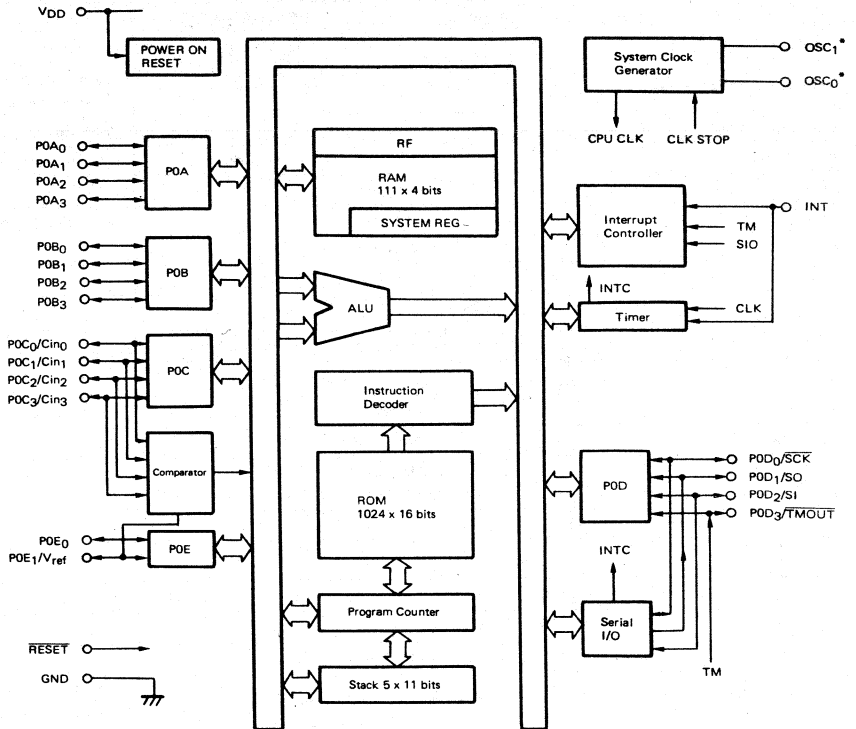 VDD
POWER ON
RESET
System Clock
Generator
OSC1*
OSC0*
CPU CLK
CLK STOP
P0A0
P0A1
P0A2
P0A3
P0A
RF
RAM
111 x 4 bits
SYSTEM REG
INT
Interrupt
Controller
TM
SIO
P0B0
P0B1
P0B2
P0B3
P0B
ALU
INTC
Timer
CLK
P0C0/Cin0
P0C1/Cin1
P0C2/Cin2
P0C3/Cin3
P0C
Instruction
Decoder
Comparator
ROM
1024 x 16 bits
P0D
P0D0/SCK
P0D1/SO
P0D2/SI
P0D3/TMOUT
P0E0
P0E1/Vref
P0E
INTC
Program Counter
Serial
I/O
TM
RESET
GND
Stack 5 x 11 bits